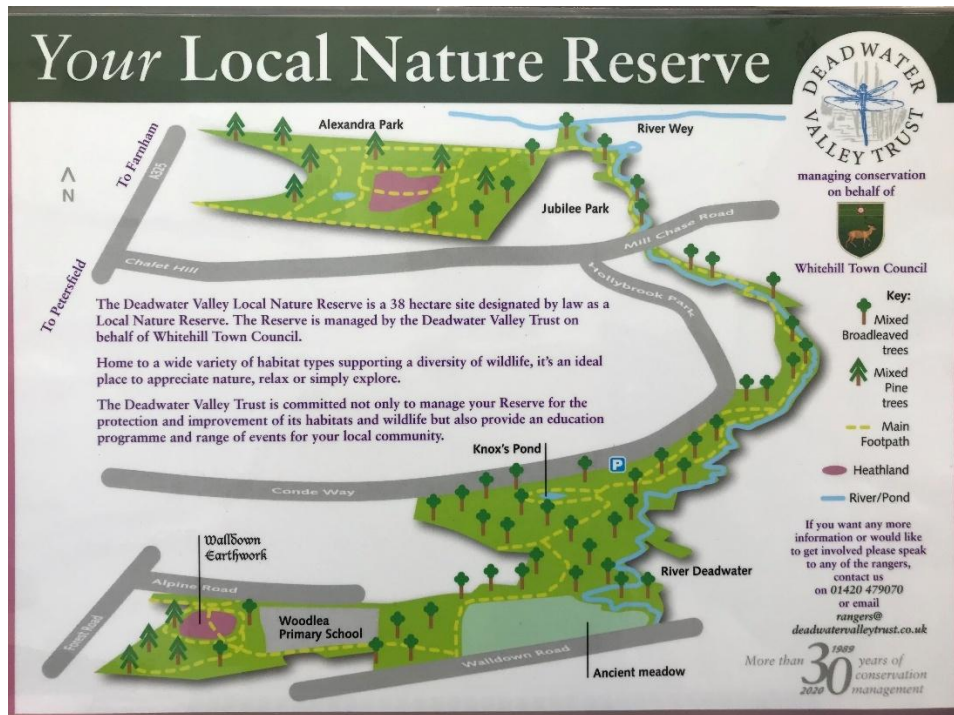 Your Local Nature Reserve
DEADWATER
VALLEY TRUST
managing conservation
on behalf of
Whitehill Town Council
Key:
Mixed
Broadleaved
trees
Mixed
Pine
trees
Main
Footpath
Heathland
River/Pond
If you want any more
information or would like
to get involved please speak
to any of the rangers,
contact us
on 01420 479070
or email
rangers@
deadwatervalleytrust.co.uk
More than 30 years of
conservation
management
1989
2020
To Farnham
A325
N
To Petersfield
Alexandra Park
River Wey
Jubilee Park
Mill Chase Road
Chalet Hill
Hollybrook Park
The Deadwater Valley Local Nature Reserve is a 38 hectare site designated by law as a
Local Nature Reserve. The Reserve is managed by the Deadwater Valley Trust on
behalf of Whitehill Town Council.
Home to a wide variety of habitat types supporting a diversity of wildlife, it's an ideal
place to appreciate nature, relax or simply explore.
The Deadwater Valley Trust is committed not only to manage your Reserve for the
protection and improvement of its habitats and wildlife but also provide an education
programme and range of events for your local community.
Knox's Pond
P
Conde Way
Walldown
Earthwork
River Deadwater
Alpine Road
Forest Road
Woodlea
Primary School
Walldown Road
Ancient meadow